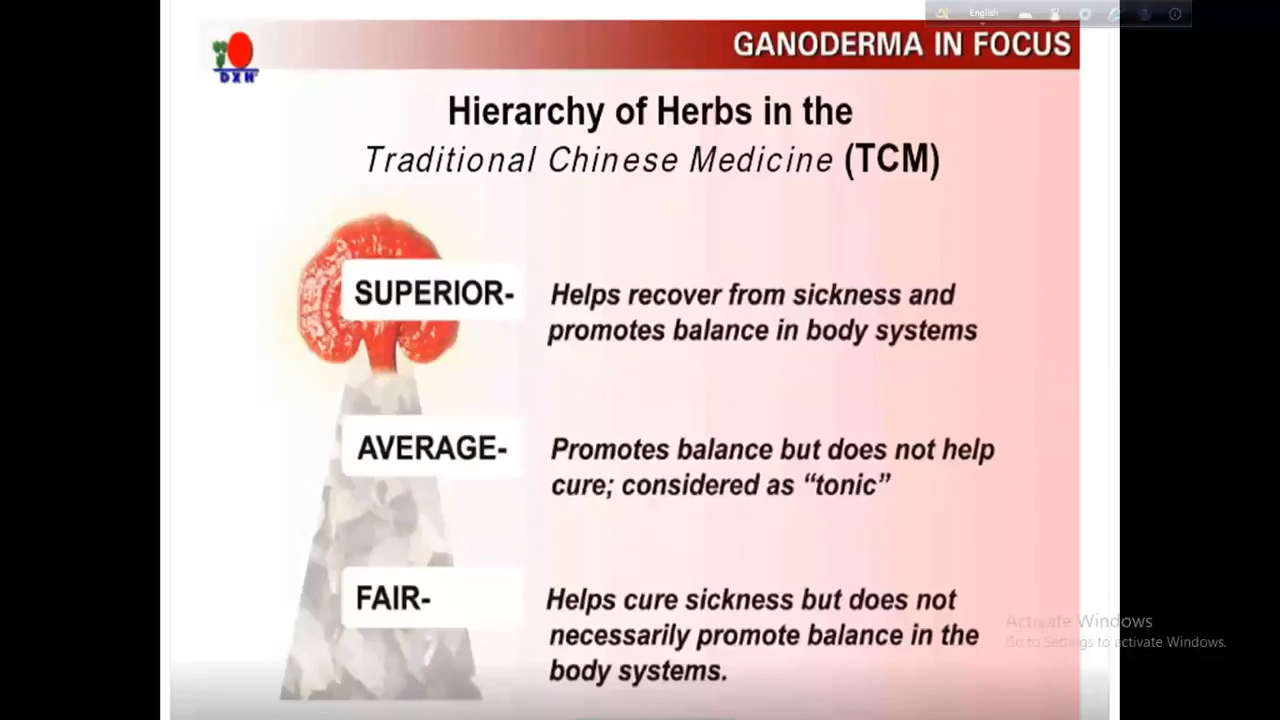 English
GANODERMA IN FOCUS
DXN
Hierarchy of Herbs in the
Traditional Chinese Medicine (TCM)
SUPERIOR-
Helps recover from sickness and
promotes balance in body systems
AVERAGE-
Promotes balance but does not help
cure; considered as “tonic”
FAIR-
Helps cure sickness but does not
necessarily promote balance in the
body systems.
Activate Windows
Go to Settings to activate Windows.